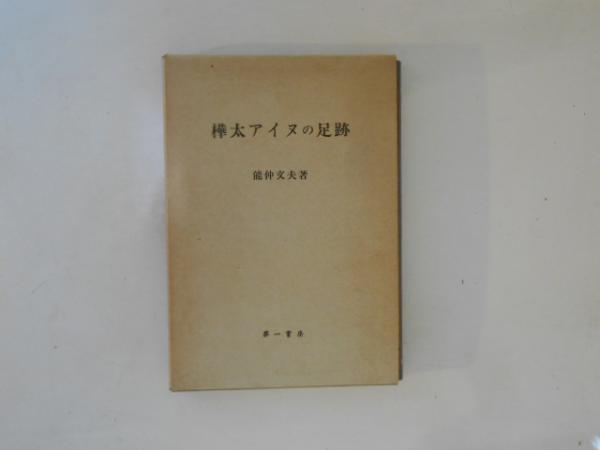 樺太アイヌの足跡
能仲文夫著
第一書房